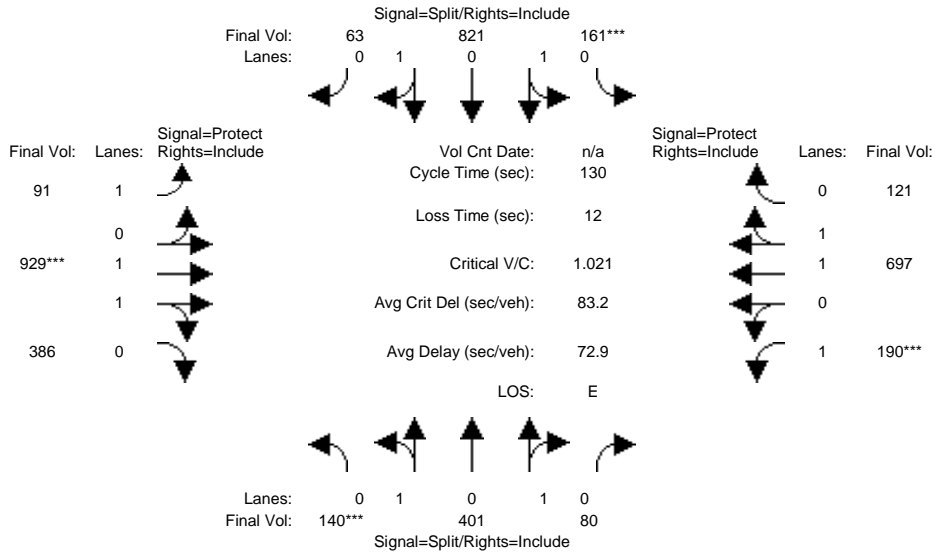 Signal=Split/Rights=Include
Final Vol: 63 821 161***
Lanes: 0 1 0 1 0
Signal=Protect
Final Vol: Lanes: Rights=Include
Vol Cnt Date: n/a
Signal=Protect
Rights=Include Lanes: Final Vol:
Cycle Time (sec): 130
91 1
0 121
Loss Time (sec): 12
0
1
929*** 1
Critical V/C: 1.021
1 697
1
Avg Crit Del (sec/veh): 83.2
0
386 0
Avg Delay (sec/veh): 72.9
1 190***
LOS: E
Lanes: 0 1 0 1 0
Final Vol: 140*** 401 80
Signal=Split/Rights=Include